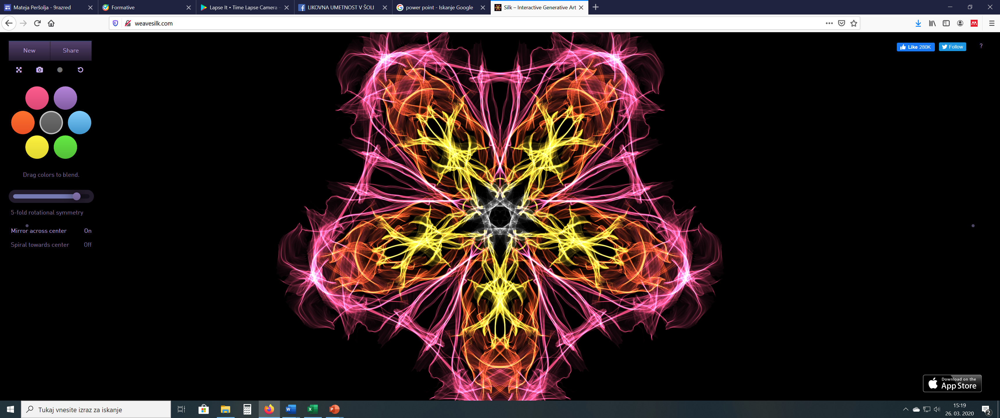 Mateja Peršolja - 9razred
Formative
Lapse It • Time Lapse Camera
LIKOVNA UMETNOST V ŠOLI
power point - Iskanje Google
Silk – Interactive Generative Art
weavesilk.com
New
Share
Like 280K
Follow
?
Drag colors to blend.
5-fold rotational symmetry
Mirror across center On
Spiral towards center Off
Download on the
App Store
Tukaj vnesite izraz za iskanje
W
X
P
15:19
26. 03. 2020
2